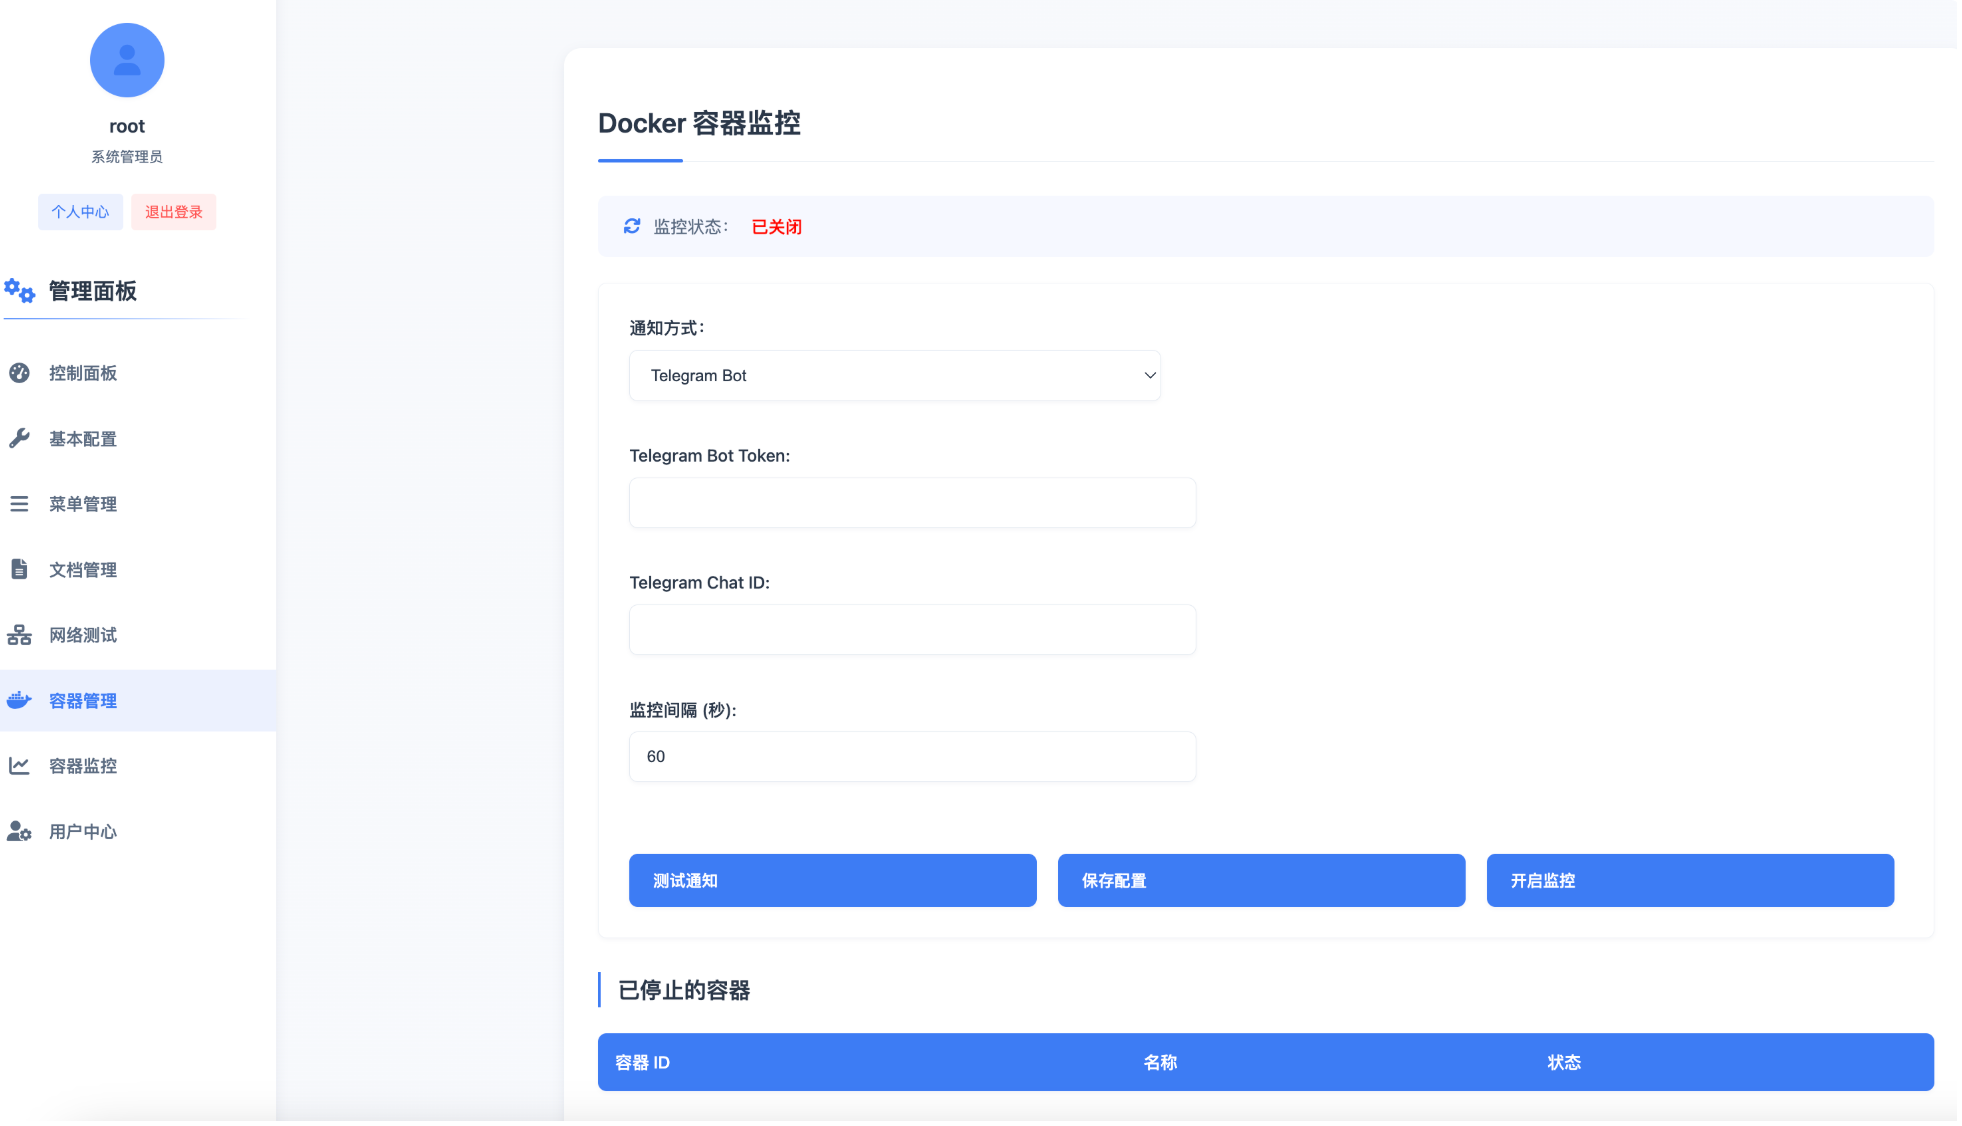 root
系统管理员
个人中心 退出登录
管理面板
控制面板
基本配置
菜单管理
文档管理
网络测试
容器管理
容器监控
用户中心
Docker 容器监控
监控状态： 已关闭
通知方式：
Telegram Bot
Telegram Bot Token:
Telegram Chat ID:
监控间隔 (秒):
60
测试通知 保存配置 开启监控
已停止的容器
容器 ID 名称 状态